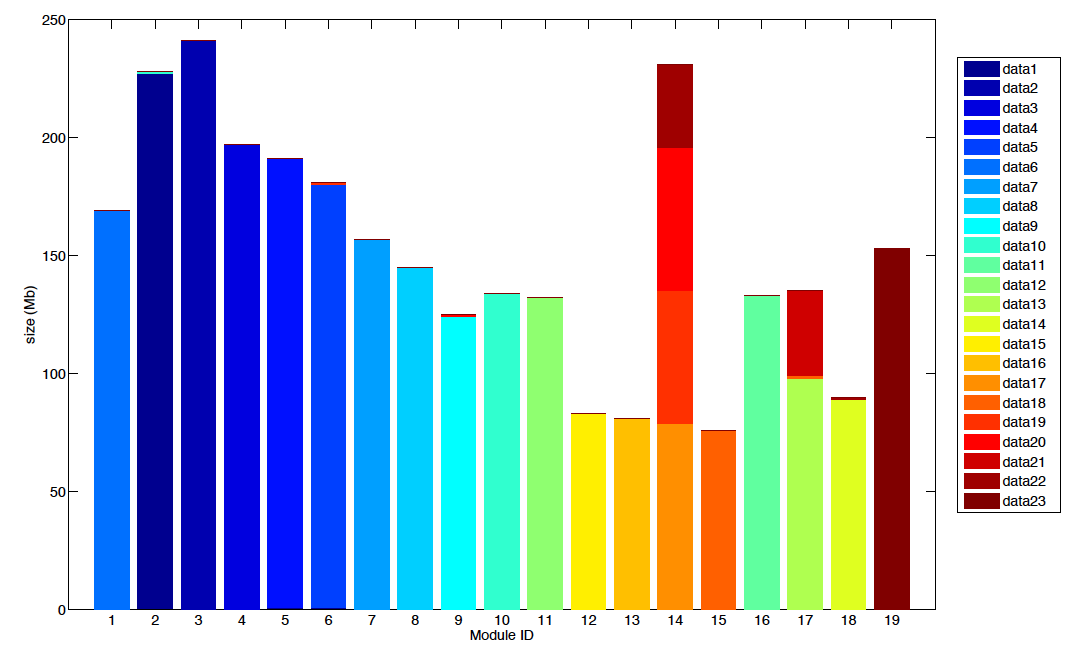 250
200
150
100
50
0
size (Mb)
1 2 3 4 5 6 7 8 9 10 11 12 13 14 15 16 17 18 19
Module ID
data1
data2
data3
data4
data5
data6
data7
data8
data9
data10
data11
data12
data13
data14
data15
data16
data17
data18
data19
data20
data21
data22
data23